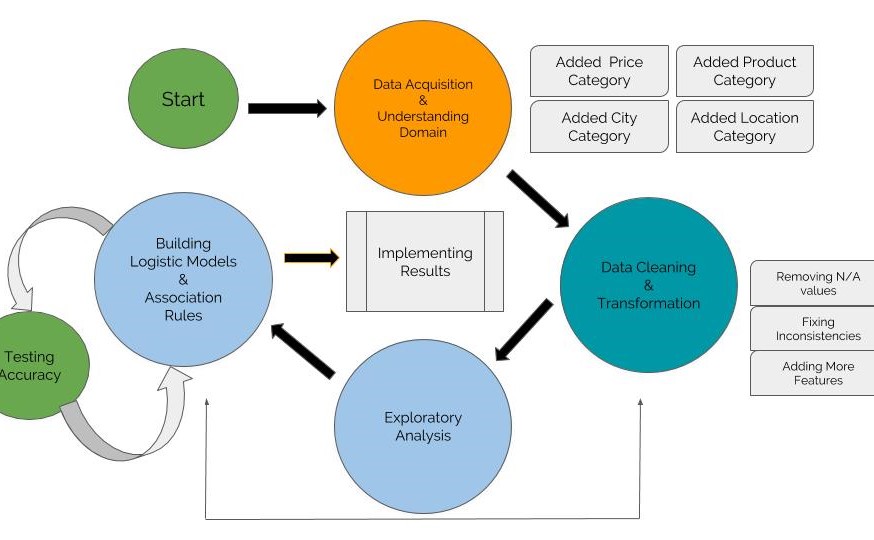 Start
Data Acquisition
&
Understanding
Domain
Added Price
Category
Added Product
Category
Added City
Category
Added Location
Category
Building
Logistic Models
&
Association
Rules
Implementing
Results
Data Cleaning
&
Transformation
Removing N/A
values
Fixing
Inconsistencies
Adding More
Features
Testing
Accuracy
Exploratory
Analysis